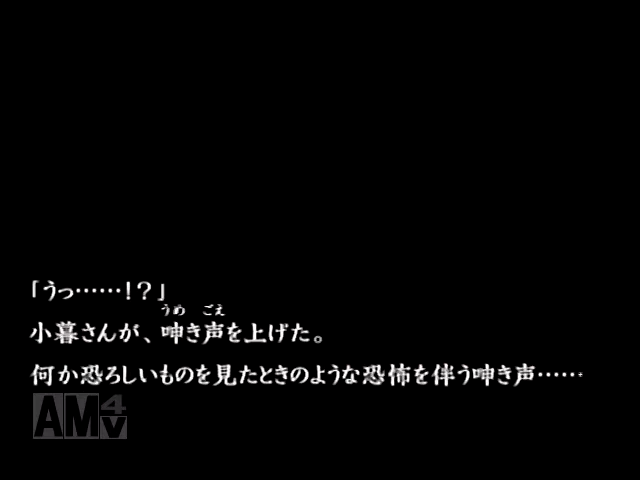 「うっ……！？」
うめ ごえ
小暮さんが、呻き声を上げた。
何か恐ろしいものを見たときのような恐怖を伴う呻き声……
AM4V